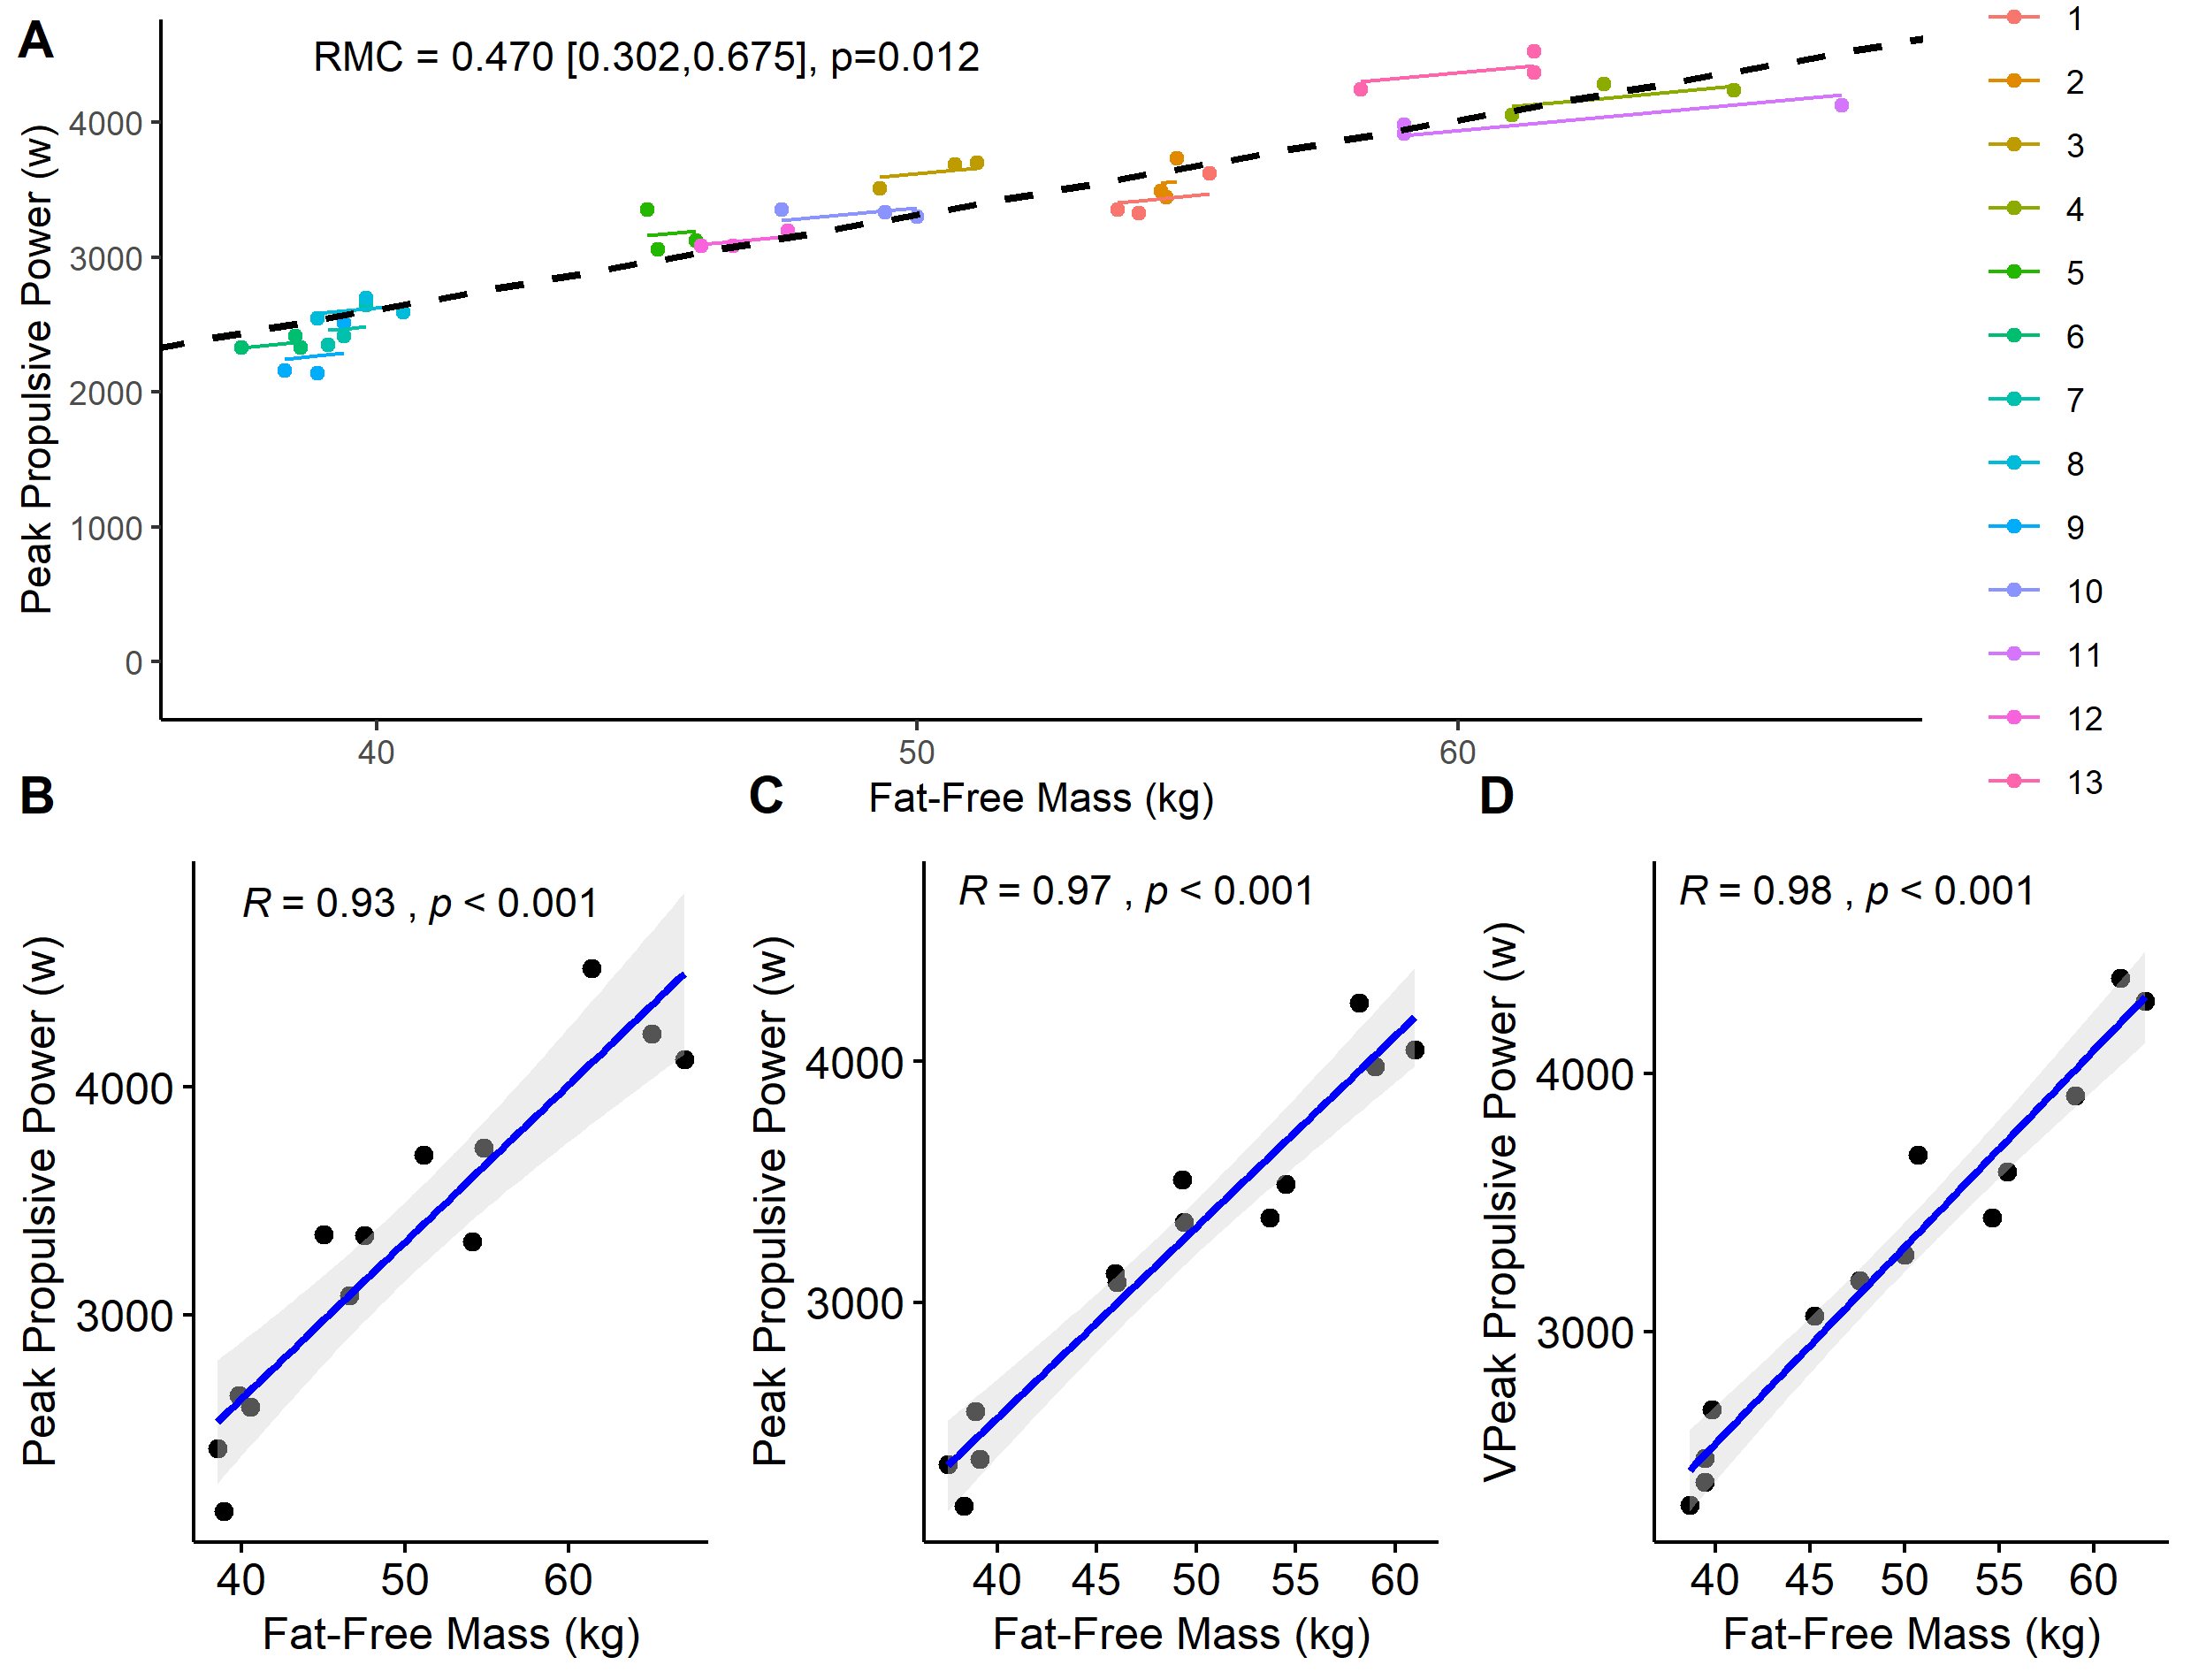 A
RMC = 0.470 [0.302,0.675], p=0.012
Peak Propulsive Power (w)
4000
3000
2000
1000
0
40
50
60
Fat-Free Mass (kg)
1
2
3
4
5
6
7
8
9
10
11
12
13
B
R = 0.93 , p < 0.001
Peak Propulsive Power (w)
4000
3000
40
50
60
Fat-Free Mass (kg)
C
R = 0.97 , p < 0.001
Peak Propulsive Power (w)
4000
3000
40
45
50
55
60
Fat-Free Mass (kg)
D
R = 0.98 , p < 0.001
VPeak Propulsive Power (w)
4000
3000
40
45
50
55
60
Fat-Free Mass (kg)